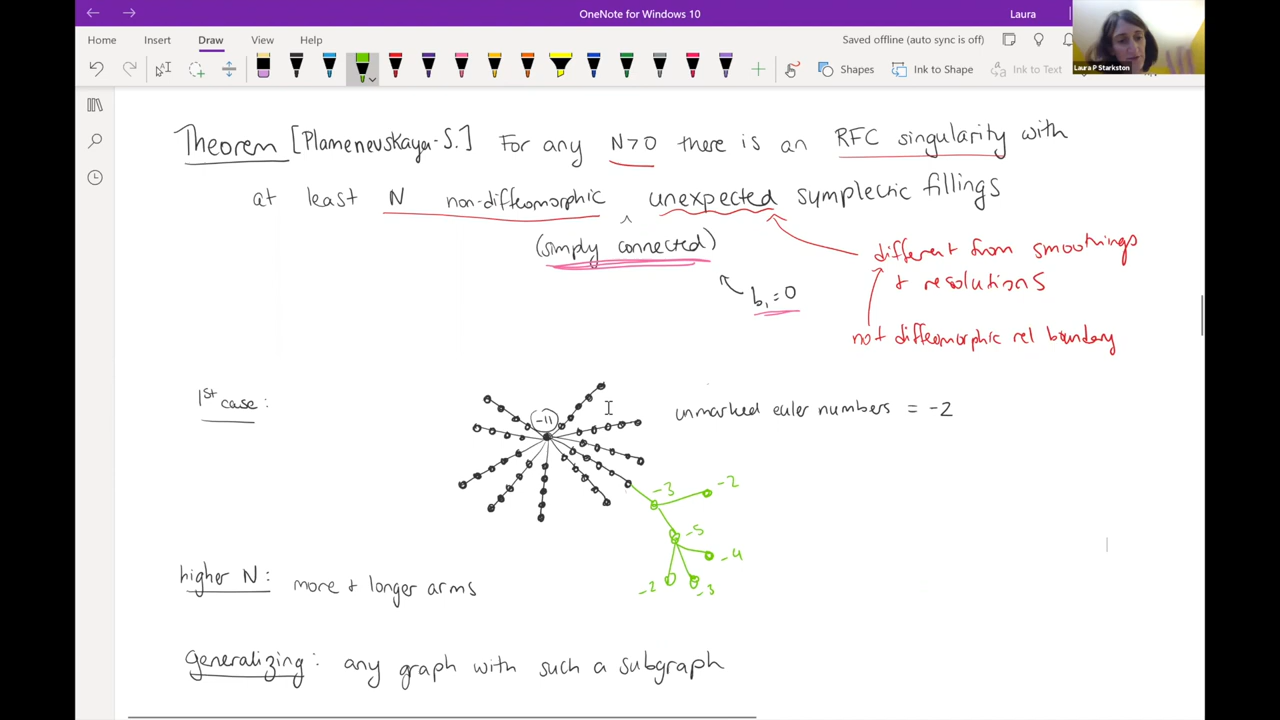 OneNote for Windows 10
Laura
Home Insert Draw View Help
Saved offline (auto sync is off)
Shapes Ink to Shape Ink to Text
Laura P Starkston
Theorem [Plamenevskaya-S.] For any N>0 there is an RFC singularity with
at least N non-diffeomorphic ^ unexpected symplectic fillings
(simply connected)
b₁=0
different from smoothings
+ resolutions
not diffeomorphic rel boundary
1st case:
-11
unmarked euler numbers = -2
-3
-2
-5
-4
-2
-3
higher N: more + longer arms
generalizing: any graph with such a subgraph